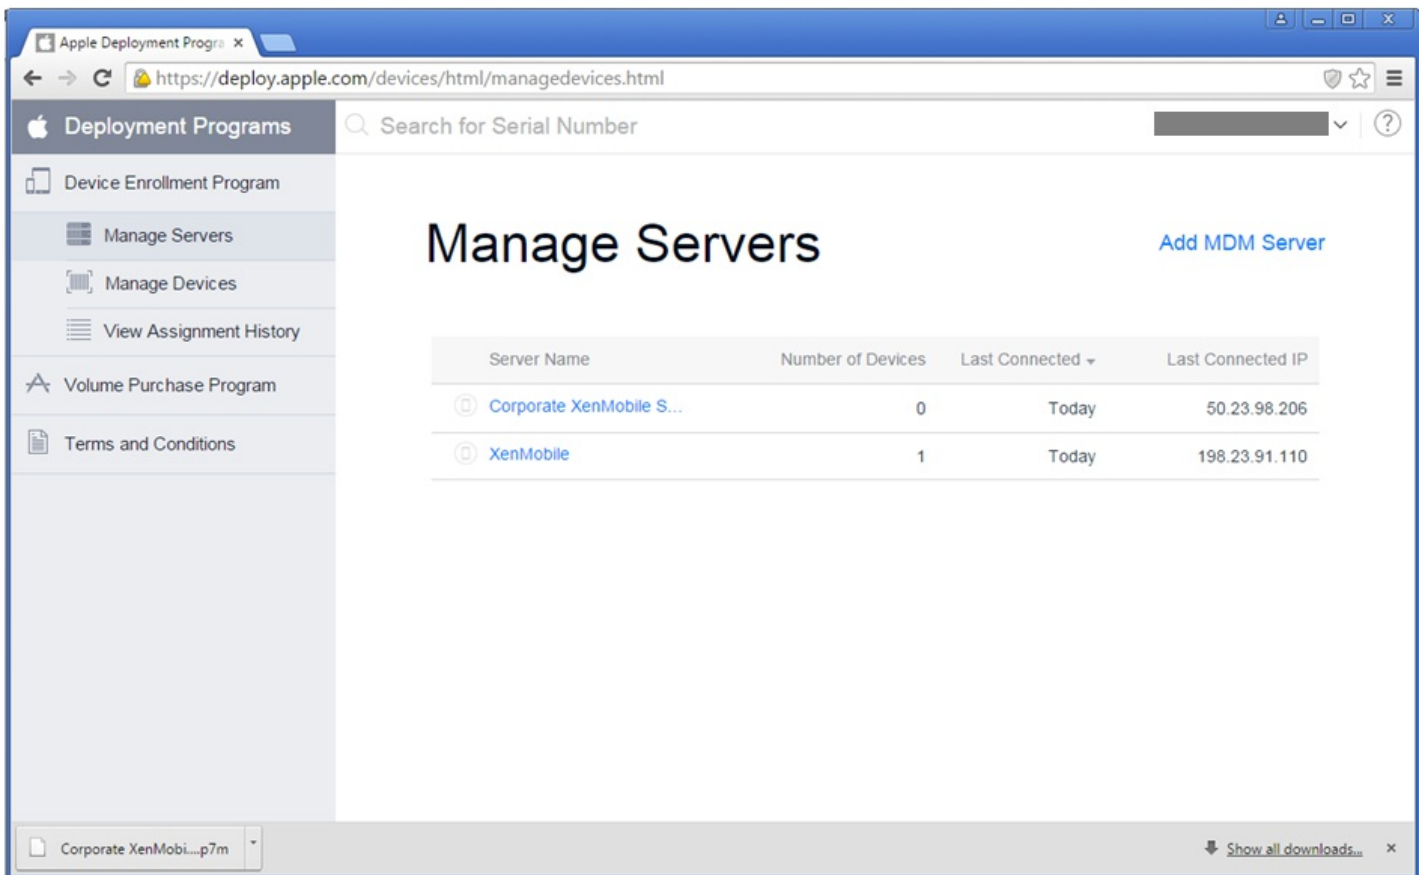 Apple Deployment Progra
https://deploy.apple.com/devices/html/managedevices.html
Deployment Programs
Search for Serial Number
Device Enrollment Program
Manage Servers
Manage Devices
View Assignment History
Volume Purchase Program
Terms and Conditions
Manage Servers
Add MDM Server
Server Name Number of Devices Last Connected Last Connected IP
Corporate XenMobile S... 0 Today 50.23.98.206
XenMobile 1 Today 198.23.91.110
Corporate XenMobi....p7m
Show all downloads...